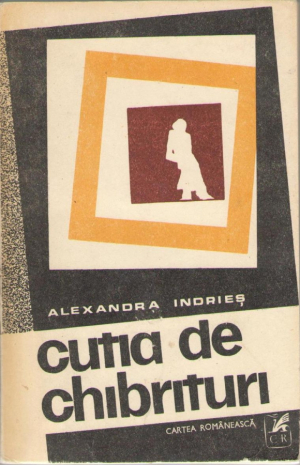 ALEXANDRA INDRIEȘ
cutia de
chibrituri
CARTEA ROMÂNEASCĂ
C R